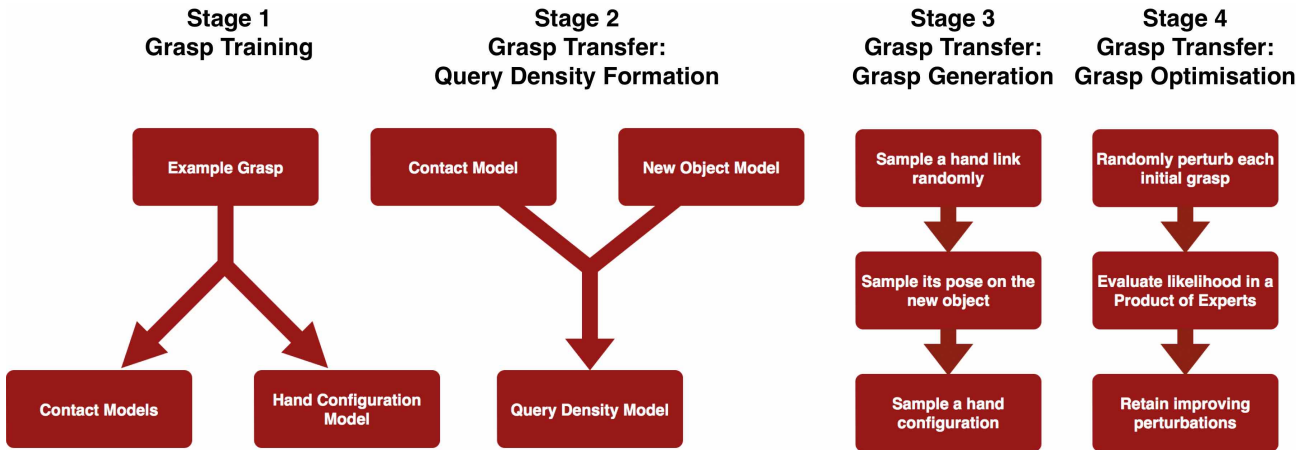 Stage 1
Grasp Training
Stage 2
Grasp Transfer:
Query Density Formation
Stage 3
Grasp Transfer:
Grasp Generation
Stage 4
Grasp Transfer:
Grasp Optimisation
Example Grasp
Contact Models
Hand Configuration
Model
Contact Model
New Object Model
Query Density Model
Sample a hand link
randomly
Sample its pose on the
new object
Sample a hand
configuration
Randomly perturb each
initial grasp
Evaluate likelihood in a
Product of Experts
Retain improving
perturbations